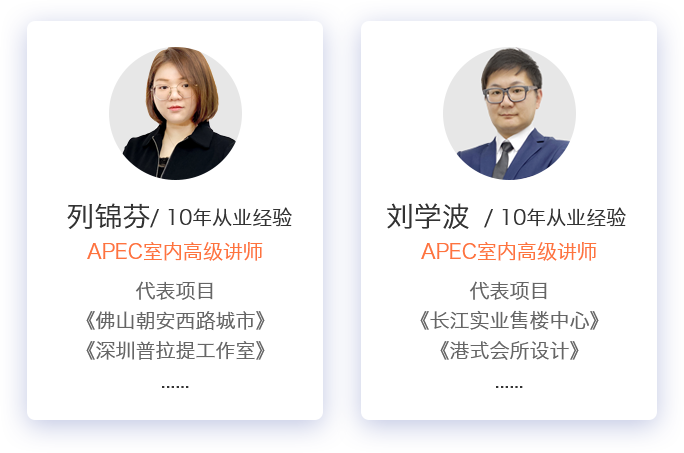 列锦芬/ 10年从业经验
APEC室内高级讲师
代表项目
《佛山朝安西路城市》
《深圳普拉提工作室》
······
刘学波 / 10年从业经验
APEC室内高级讲师
代表项目
《长江实业售楼中心》
《港式会所设计》
······